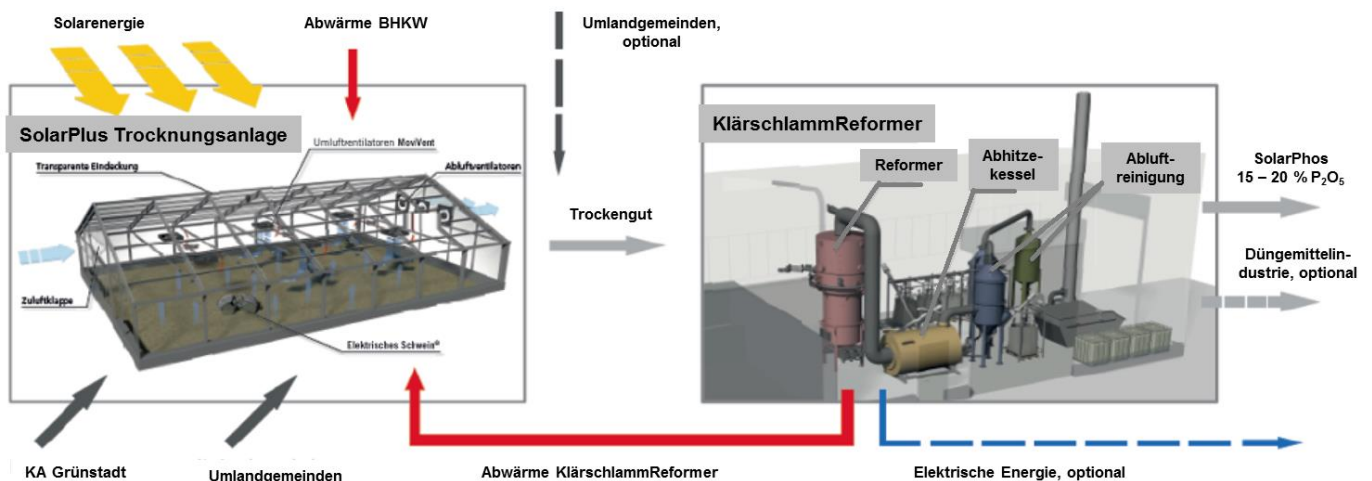 Solarenergie
Abwärme BHKW
Umlandgemeinden,
optional
SolarPlus Trocknungsanlage
Umluftventilatoren MoviVent
Transparente Eindeckung
Abluftventilatoren
Zuluftklappe
Elektrisches Schwein®
Trockengut
KlärschlammReformer
Reformer
Abhitze-
kessel
Abluft-
reinigung
SolarPhos
15 – 20 % P₂O₅
Düngemittelin-
dustrie, optional
KA Grünstadt
Umlandgemeinden
Abwärme KlärschlammReformer
Elektrische Energie, optional